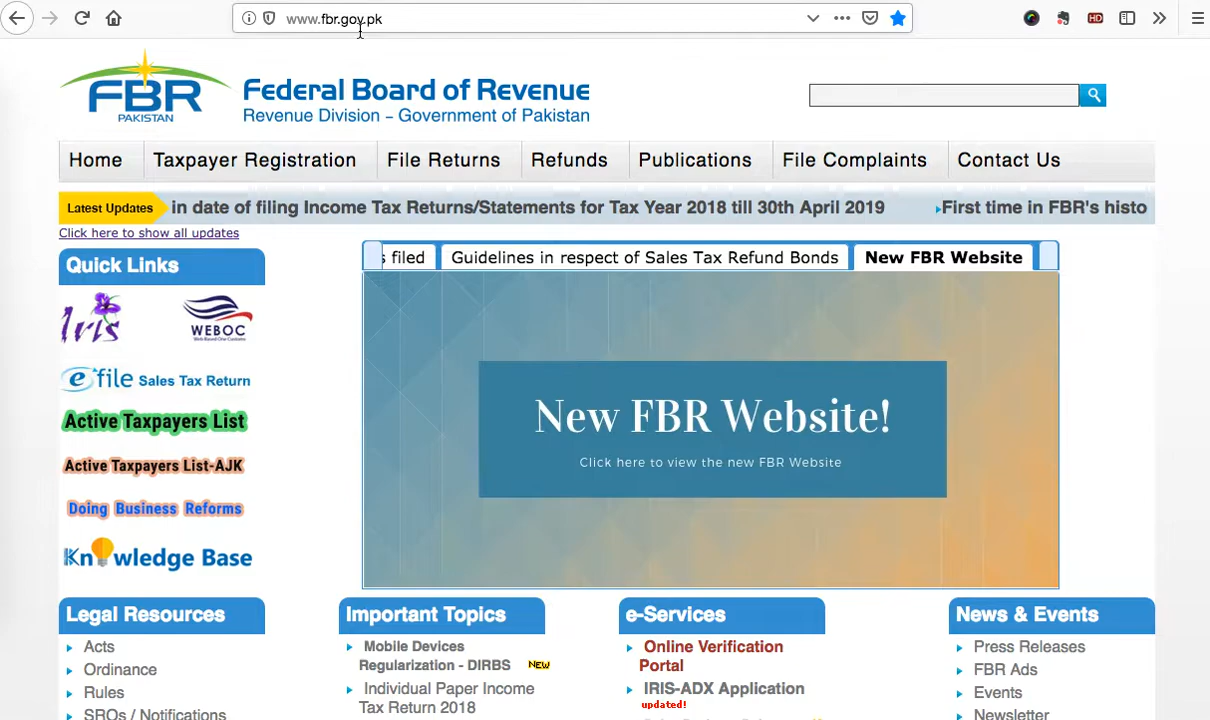 www.fbr.gov.pk
HD
FBR
PAKISTAN
Federal Board of Revenue
Revenue Division – Government of Pakistan
Home
Taxpayer Registration
File Returns
Refunds
Publications
File Complaints
Contact Us
Latest Updates
in date of filing Income Tax Returns/Statements for Tax Year 2018 till 30th April 2019
First time in FBR's histo
Click here to show all updates
Quick Links
filed
Guidelines in respect of Sales Tax Refund Bonds
New FBR Website
Iris
WEBOC
Web Based One Customs
efile Sales Tax Return
Active Taxpayers List
Active Taxpayers List-AJK
Doing Business Reforms
Knowledge Base
New FBR Website!
Click here to view the new FBR Website
Legal Resources
Acts
Ordinance
Rules
SROs / Notifications
Important Topics
Mobile Devices
Regularization - DIRBS NEW
Individual Paper Income
Tax Return 2018
e-Services
Online Verification
Portal
IRIS-ADX Application
updated!
News & Events
Press Releases
FBR Ads
Events
Newsletter